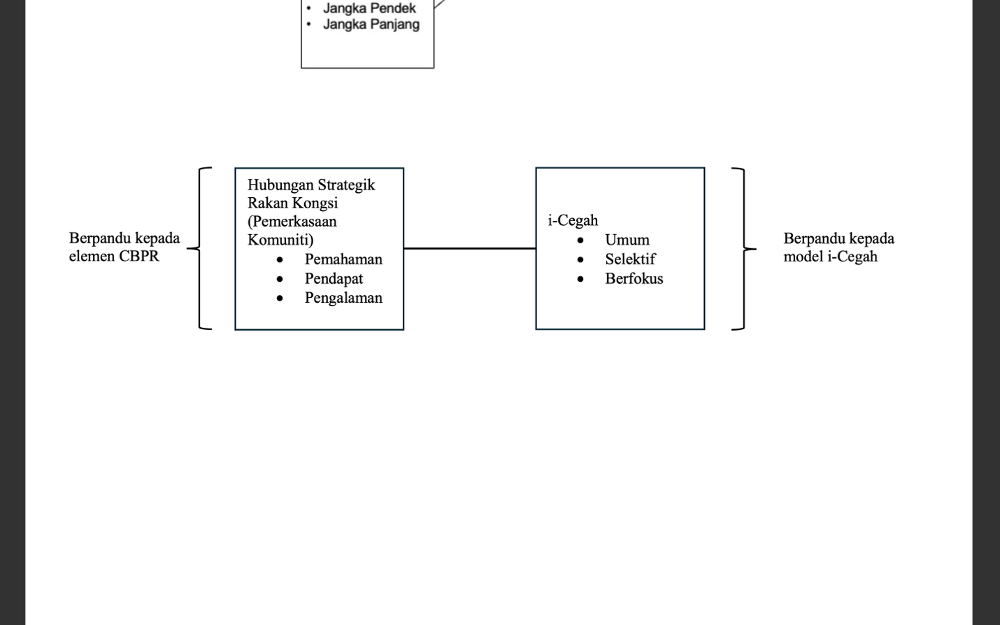 • Jangka Pendek
• Jangka Panjang
Berpandu kepada
elemen CBPR
Hubungan Strategik
Rakan Kongsi
(Pemerkasaan
Komuniti)
• Pemahaman
• Pendapat
• Pengalaman
i-Cegah
• Umum
• Selektif
• Berfokus
Berpandu kepada
model i-Cegah